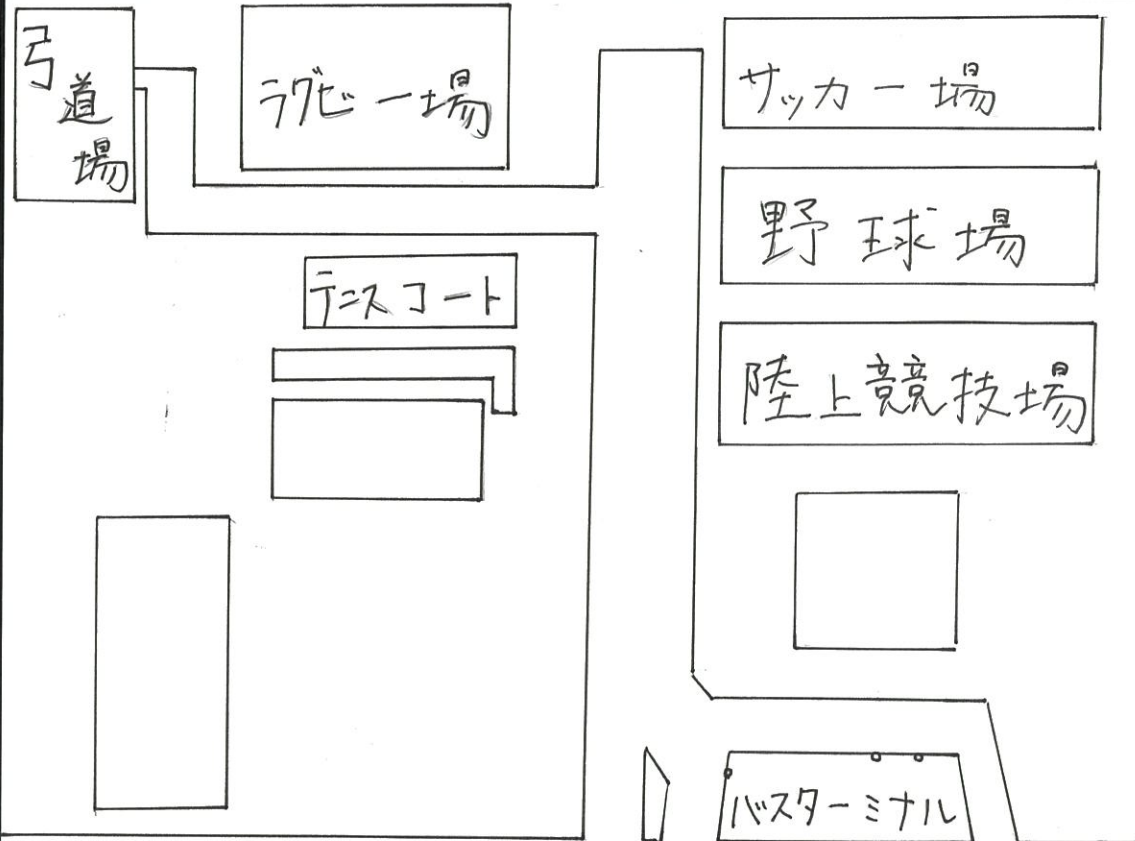 弓道場
ラグビー場
サッカー場
野球場
テニスコート
陸上競技場
バスターミナル